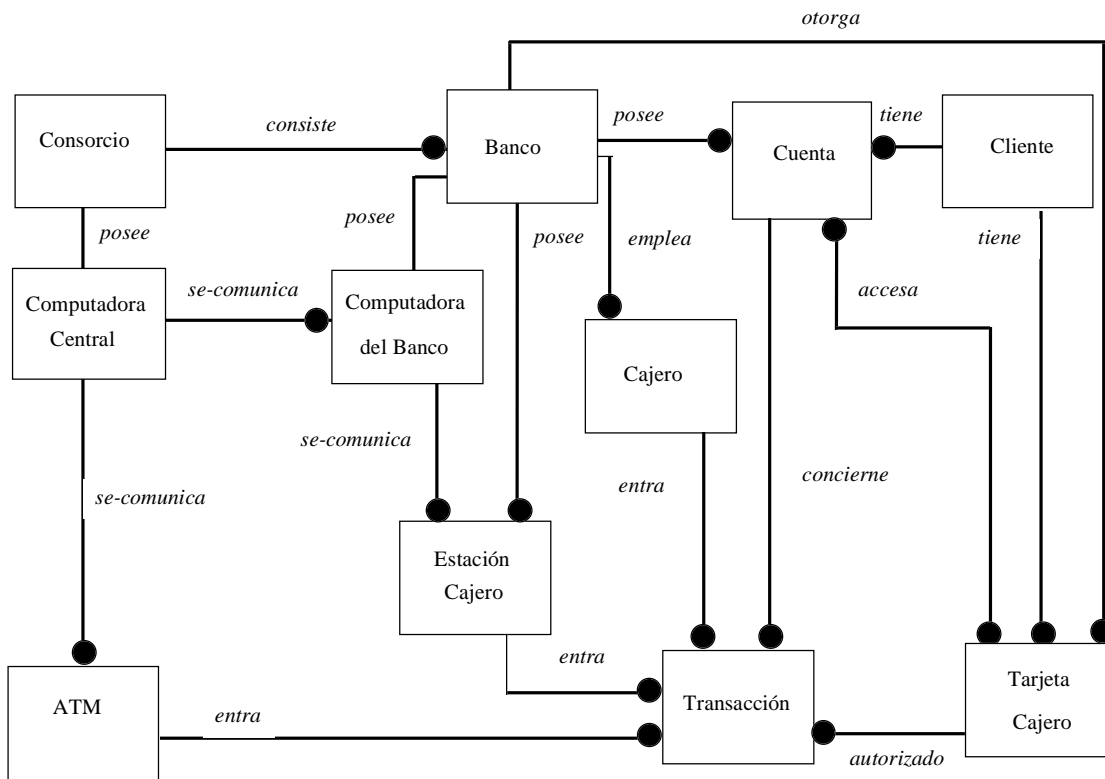 otorga
Consorcio
consiste
Banco
posee
Cuenta
tiene
Cliente
posee
posee
posee
emplea
tiene
Computadora
Central
se-comunica
Computadora
del Banco
accesa
Cajero
se-comunica
entra
concierne
se-comunica
Estación
Cajero
entra
ATM
entra
Transacción
autorizado
Tarjeta
Cajero